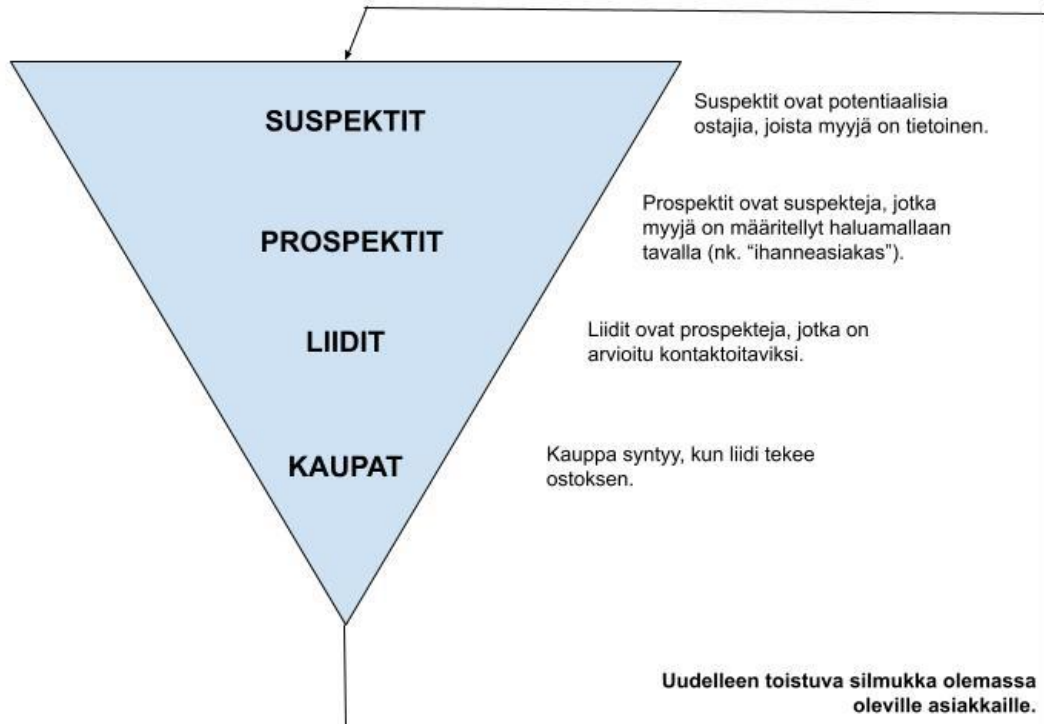 SUSPEKTIT
Suspektit ovat potentiaalisia
ostajia, joista myyjä on tietoinen.
PROSPEKTIT
Prospektit ovat suspekteja, jotka
myyjä on määritellyt haluamallaan
tavalla (nk. “ihanneasiakas”).
LIIDIT
Liidit ovat prospekteja, jotka on
arvioitu kontaktoitaviksi.
KAUPAT
Kauppa syntyy, kun liidi tekee
ostoksen.
Uudelleen toistuva silmukka olemassa
oleville asiakkaille.